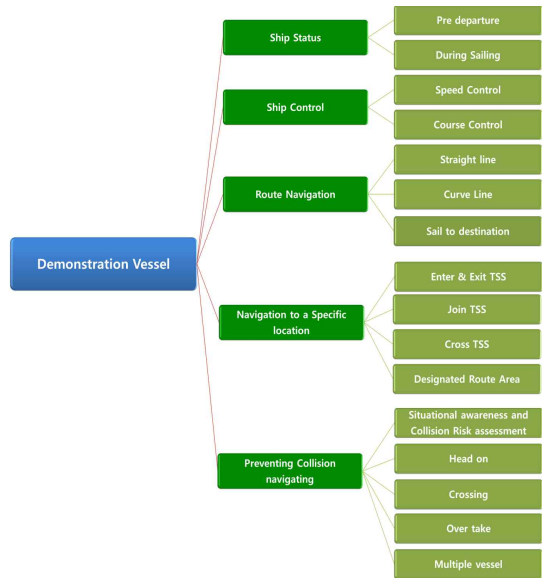 Demonstration Vessel
Ship Status
Pre departure
During Sailing
Ship Control
Speed Control
Course Control
Route Navigation
Straight line
Curve Line
Sail to destination
Navigation to a Specific
location
Enter & Exit TSS
Join TSS
Cross TSS
Designated Route Area
Preventing Collision
navigating
Situational awareness and
Collision Risk assessment
Head on
Crossing
Over take
Multiple vessel